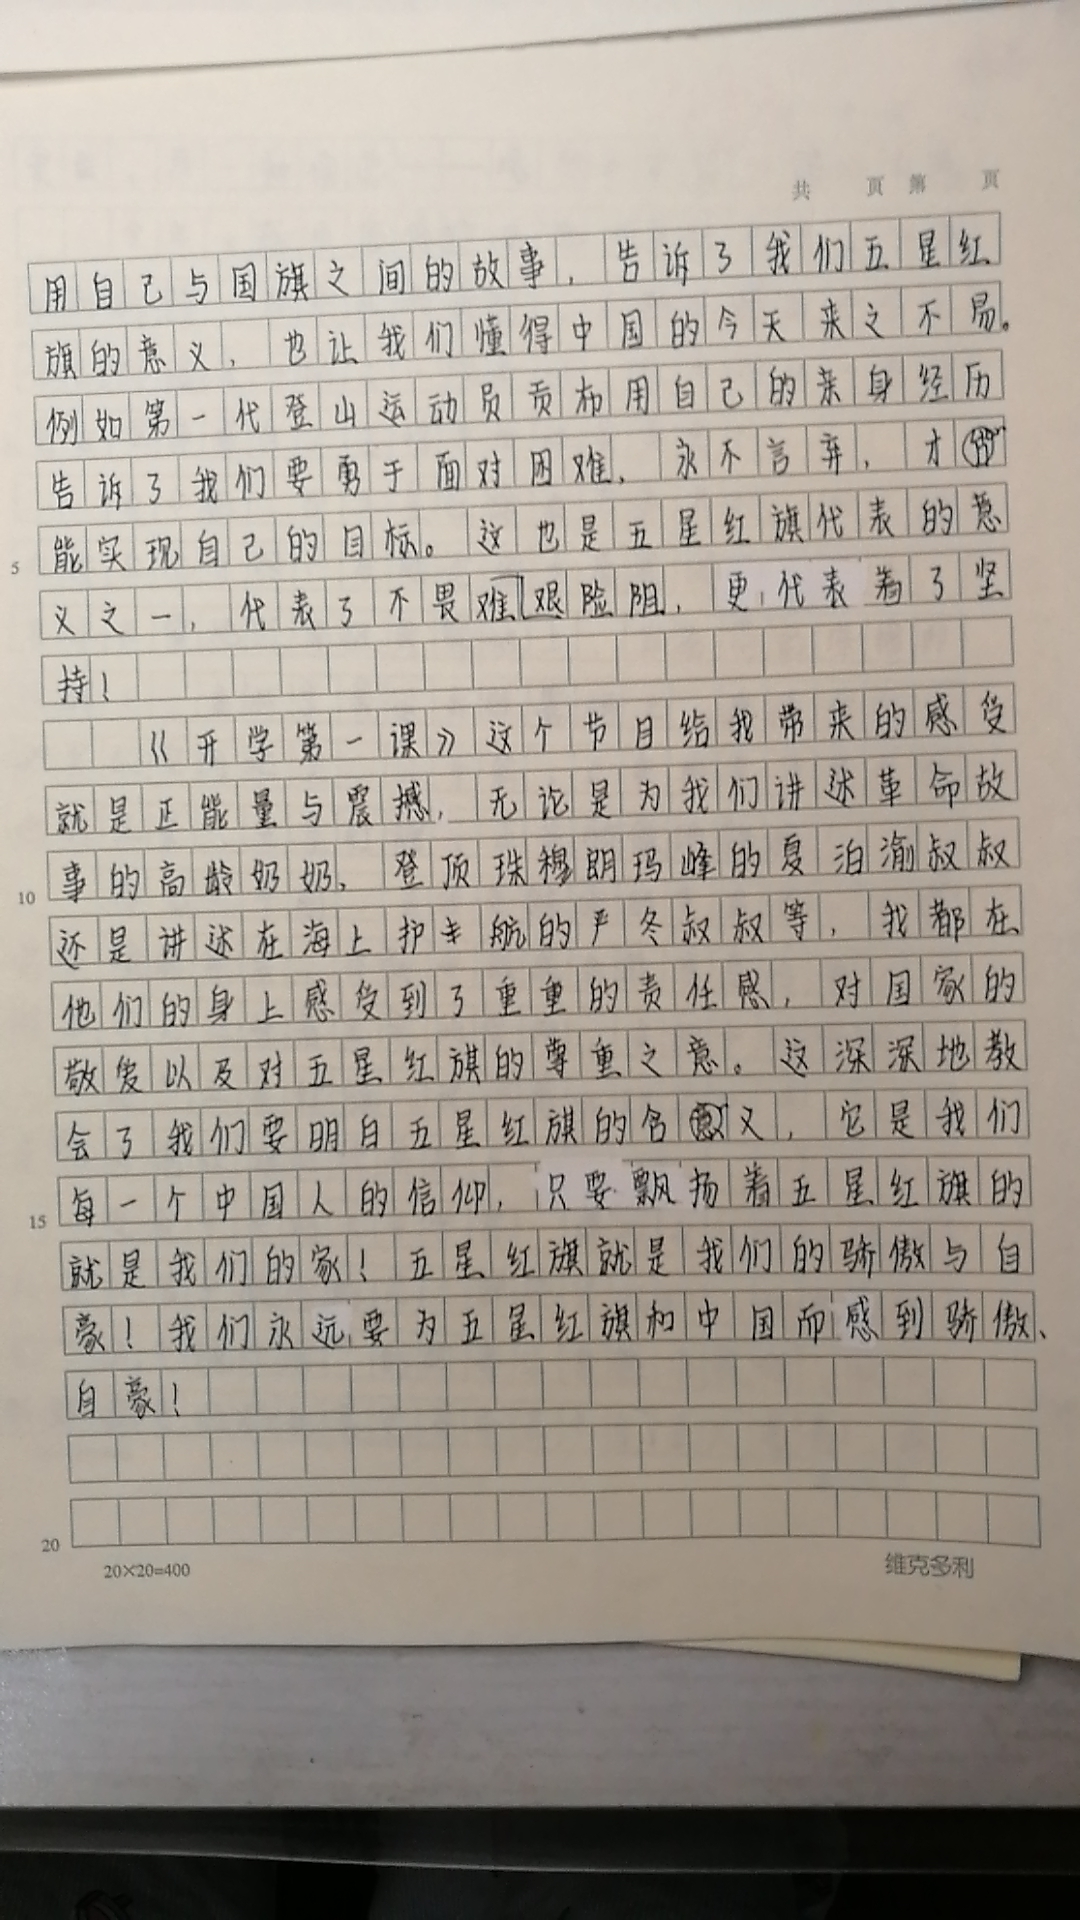 共 页 第 页
用自己与国旗之间的故事，告诉了我们五星红
旗的意义，也让我们懂得中国的今天来之不易。
例如第一代登山运动员贡布用自己的亲身经历
告诉了我们要勇于面对困难，永不言弃，才
能实现自己的目标。这也是五星红旗代表的意
5
义之一，代表了不畏难艰险阻，更代表着了坚
持！
《开学第一课》这个节目给我带来的感受
就是正能量与震撼，无论是为我们讲述革命故
事的高龄奶奶、登顶珠穆朗玛峰的夏泊渝叔叔
10
还是讲述在海上护丰航的严冬叔叔等，我都在
他们的身上感受到了重重的责任感，对国家的
敬爱以及对五星红旗的尊重之意。这深深地教
会了我们要明白五星红旗的含义，它是我们
每一个中国人的信仰，只要飘扬着五星红旗的
15
就是我们的家！五星红旗就是我们的骄傲与自
豪！我们永远要为五星红旗和中国而感到骄傲、
自豪！
20
20×20=400 维克多利